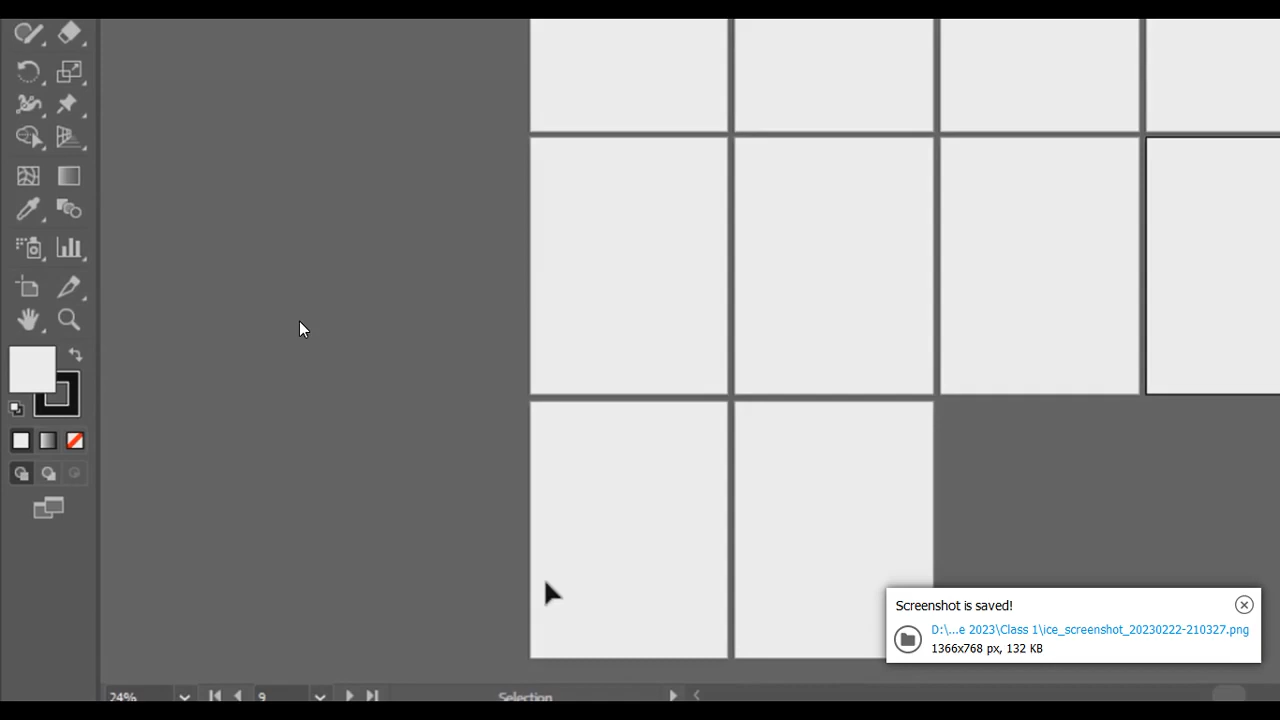 Screenshot is saved!
D:\...e 2023\Class 1\ice_screenshot_20230222-210327.png
1366x768 px, 132 KB
24%
9
Selection